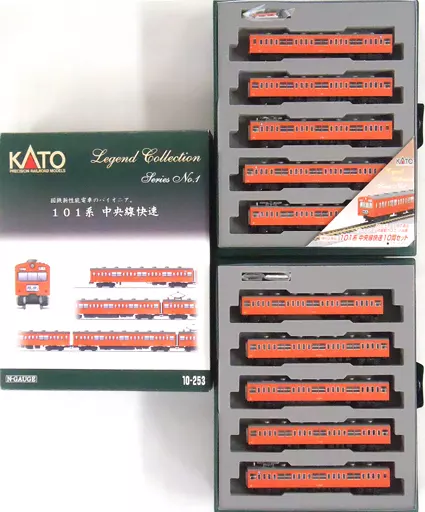 KATO
PRECISION RAILROAD MODELS
Legend Collection
Series No.1
国鉄新性能電車のパイオニア。
101系 中央線快速
N-GAUGE
10-253
KATO
101系 中央線快速10両セット